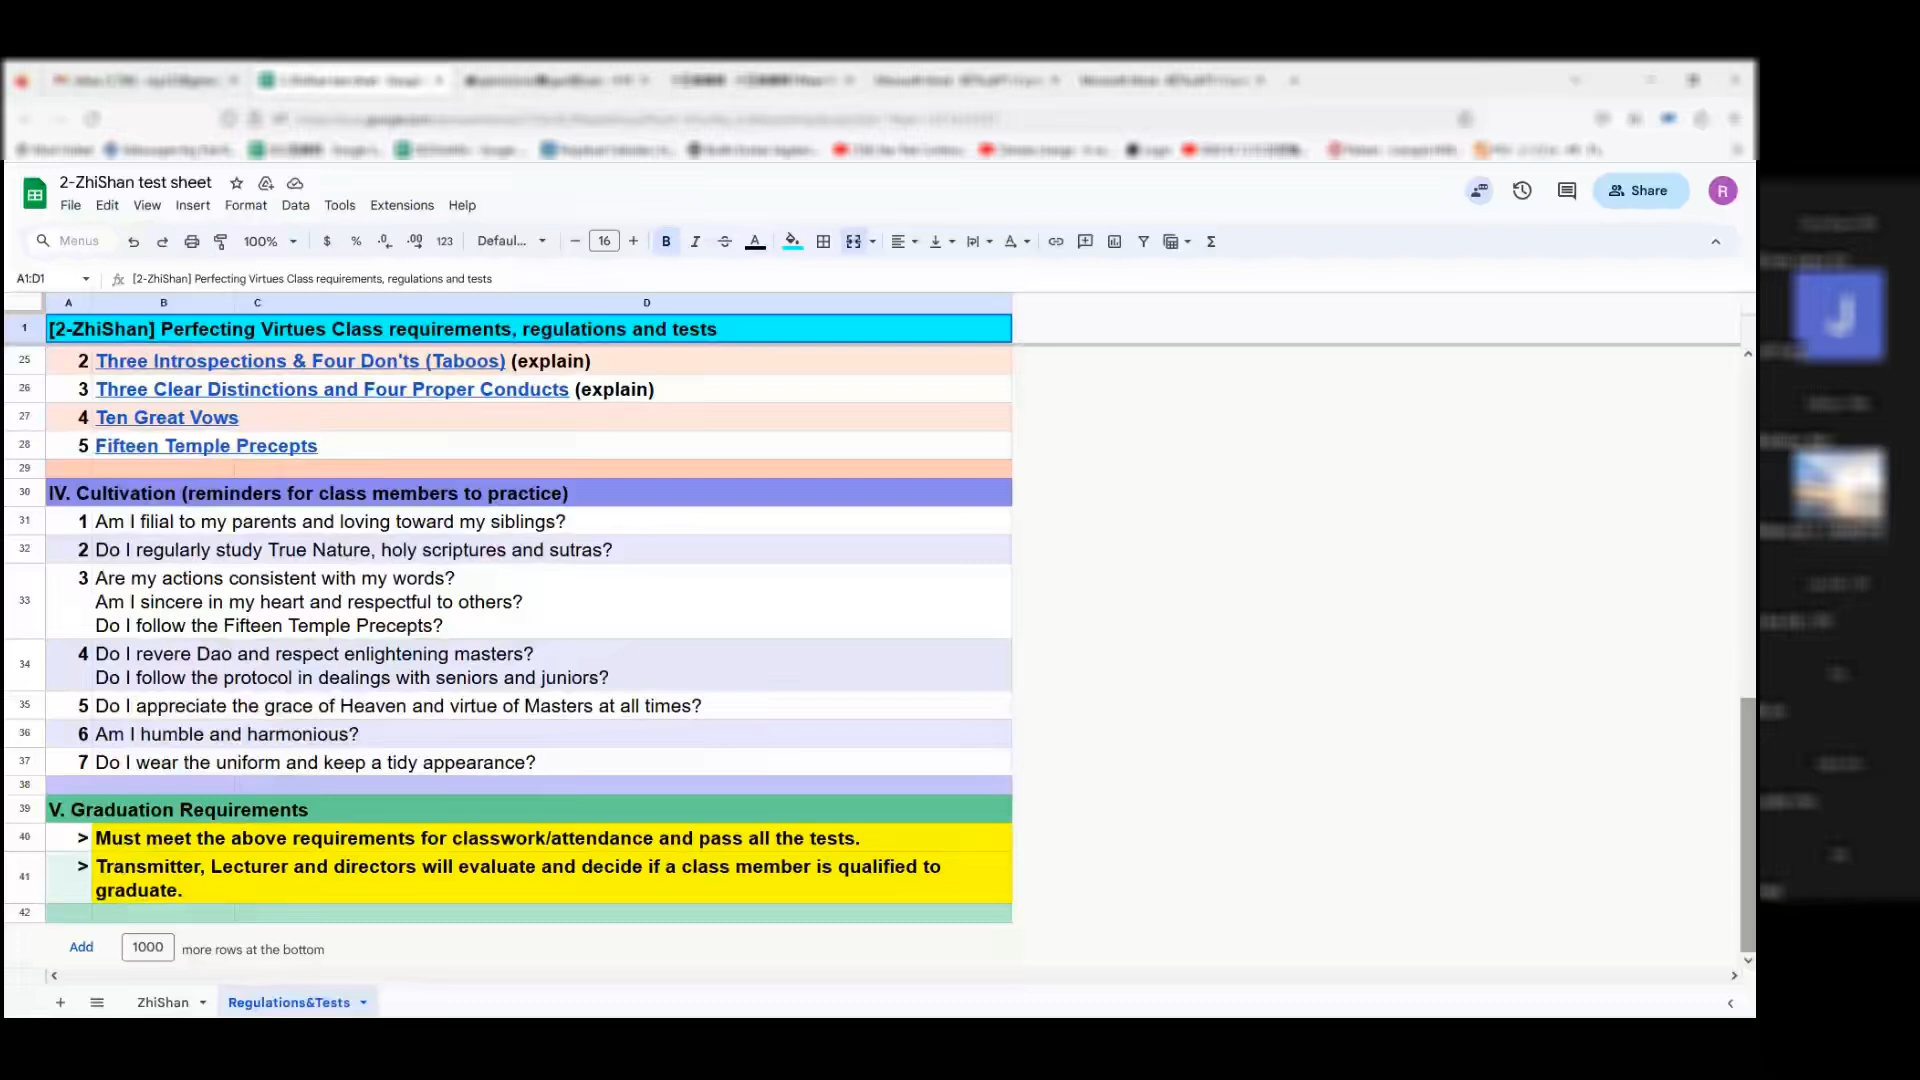 2-ZhiShan test sheet
File Edit View Insert Format Data Tools Extensions Help
Share
R
Menus
100%
$ % .0 .00 123
Defaul...
16
A1:D1
[2-ZhiShan] Perfecting Virtues Class requirements, regulations and tests
A B C D
1 [2-ZhiShan] Perfecting Virtues Class requirements, regulations and tests
25 2 Three Introspections & Four Don'ts (Taboos) (explain)
26 3 Three Clear Distinctions and Four Proper Conducts (explain)
27 4 Ten Great Vows
28 5 Fifteen Temple Precepts
29
30 IV. Cultivation (reminders for class members to practice)
31 1 Am I filial to my parents and loving toward my siblings?
32 2 Do I regularly study True Nature, holy scriptures and sutras?
33 3 Are my actions consistent with my words?
Am I sincere in my heart and respectful to others?
Do I follow the Fifteen Temple Precepts?
34 4 Do I revere Dao and respect enlightening masters?
Do I follow the protocol in dealings with seniors and juniors?
35 5 Do I appreciate the grace of Heaven and virtue of Masters at all times?
36 6 Am I humble and harmonious?
37 7 Do I wear the uniform and keep a tidy appearance?
38
39 V. Graduation Requirements
40 > Must meet the above requirements for classwork/attendance and pass all the tests.
41 > Transmitter, Lecturer and directors will evaluate and decide if a class member is qualified to
graduate.
42
Add 1000 more rows at the bottom
ZhiShan
Regulations&Tests